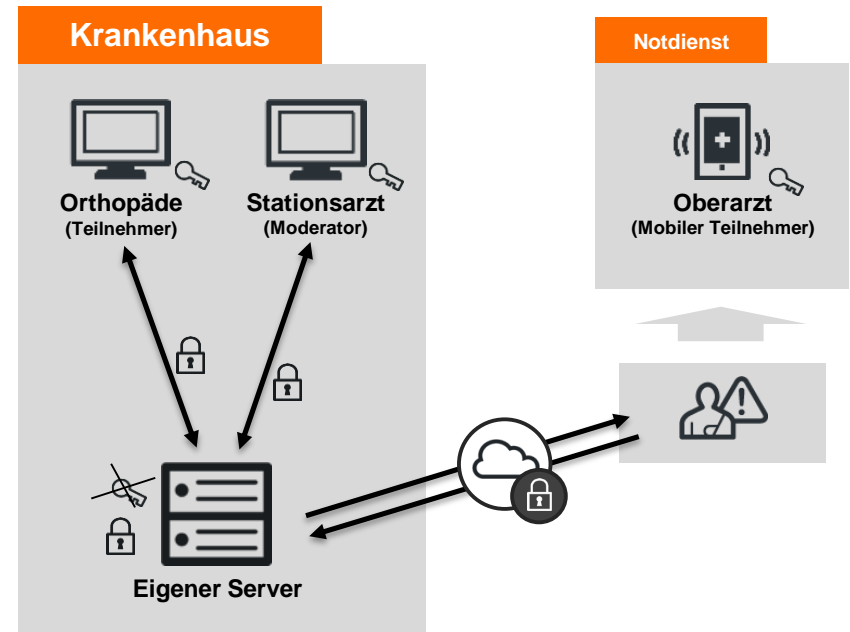 Krankenhaus
Notdienst
Orthopäde
(Teilnehmer)
Stationsarzt
(Moderator)
Oberarzt
(Mobiler Teilnehmer)
Eigener Server